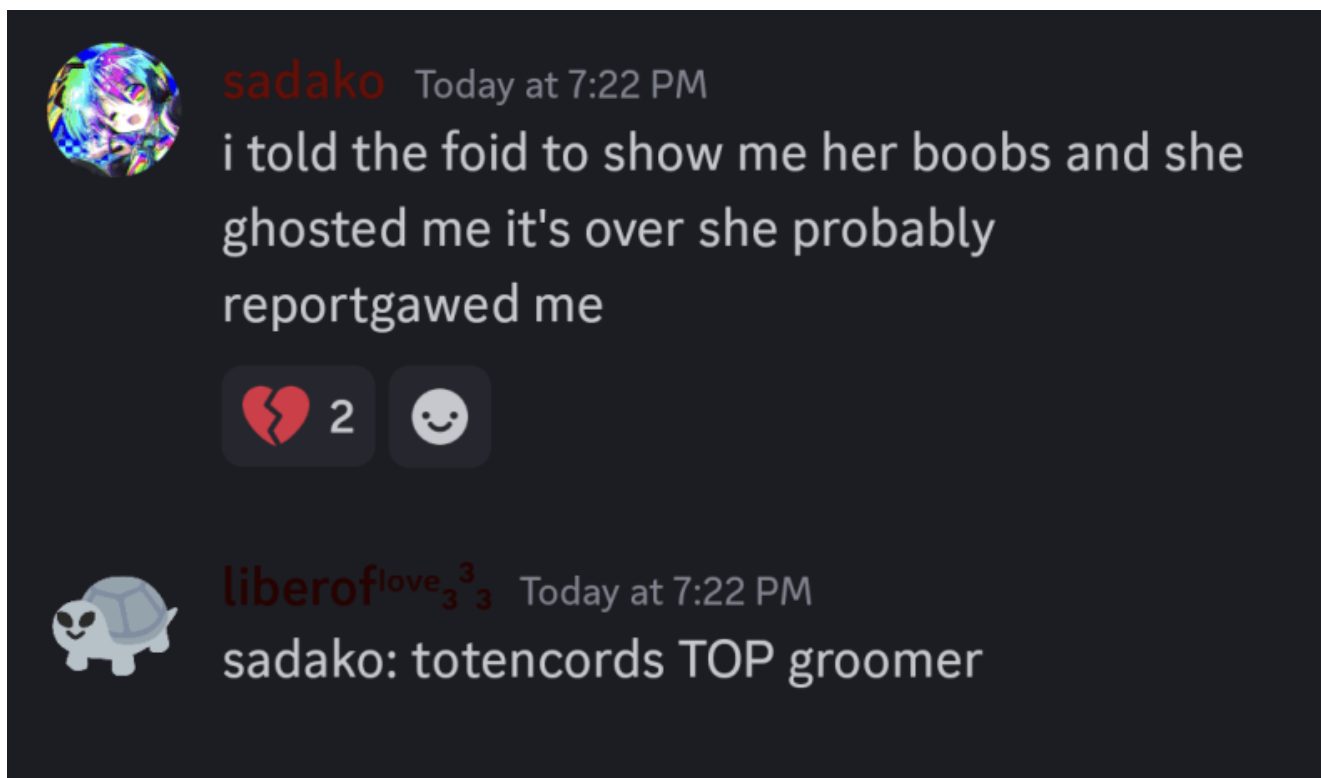 sadako Today at 7:22 PM
i told the foid to show me her boobs and she
ghosted me it's over she probably
reportgawed me
2
liberofˡᵒᵛᵉ₃³₃ Today at 7:22 PM
sadako: totencords TOP groomer